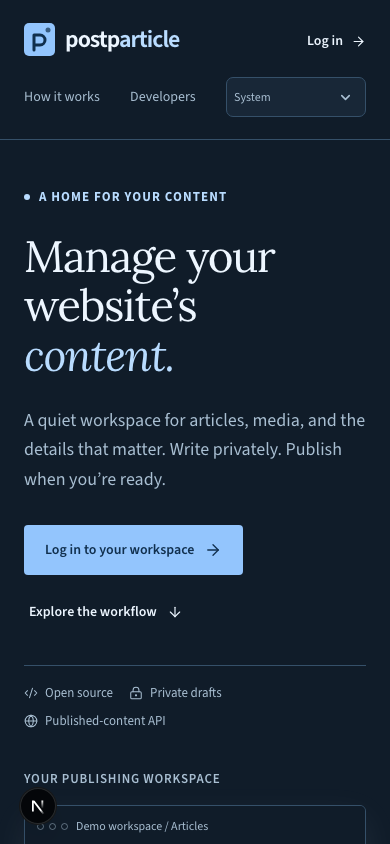 postparticle
Log in
How it works
Developers
System
A HOME FOR YOUR CONTENT
Manage your
website’s
content.
A quiet workspace for articles, media, and the
details that matter. Write privately. Publish
when you’re ready.
Log in to your workspace
Explore the workflow
Open source
Private drafts
Published-content API
YOUR PUBLISHING WORKSPACE
N
Demo workspace / Articles